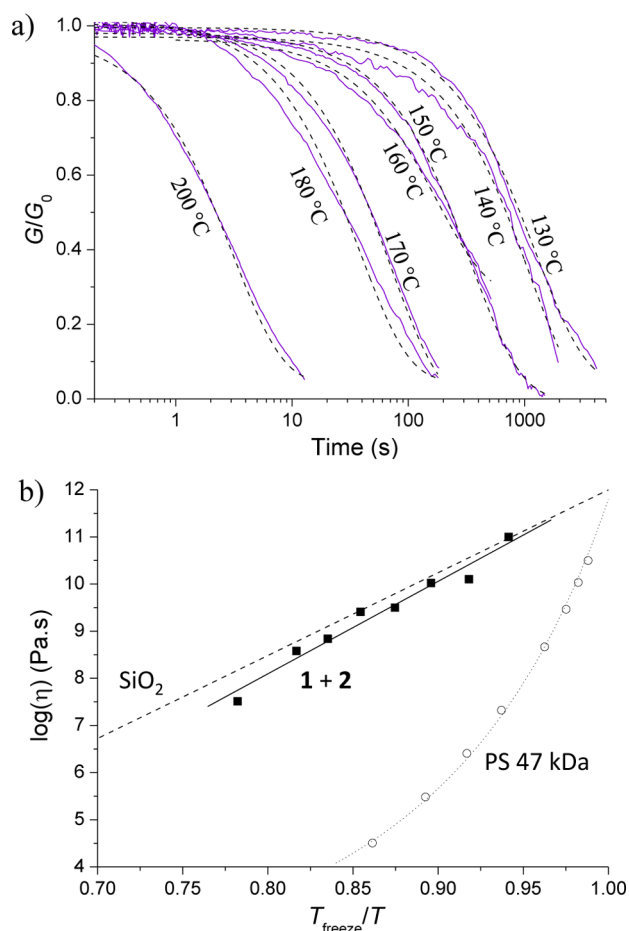 a)
1.0
0.8
0.6
0.4
0.2
0.0
G/G₀
200 °C
180 °C
170 °C
160 °C
150 °C
140 °C
130 °C
1
10
100
1000
Time (s)
b)
12
11
10
9
8
7
6
5
4
log(η) (Pa.s)
SiO₂
1 + 2
PS 47 kDa
0.70
0.75
0.80
0.85
0.90
0.95
1.00
T_freeze/T